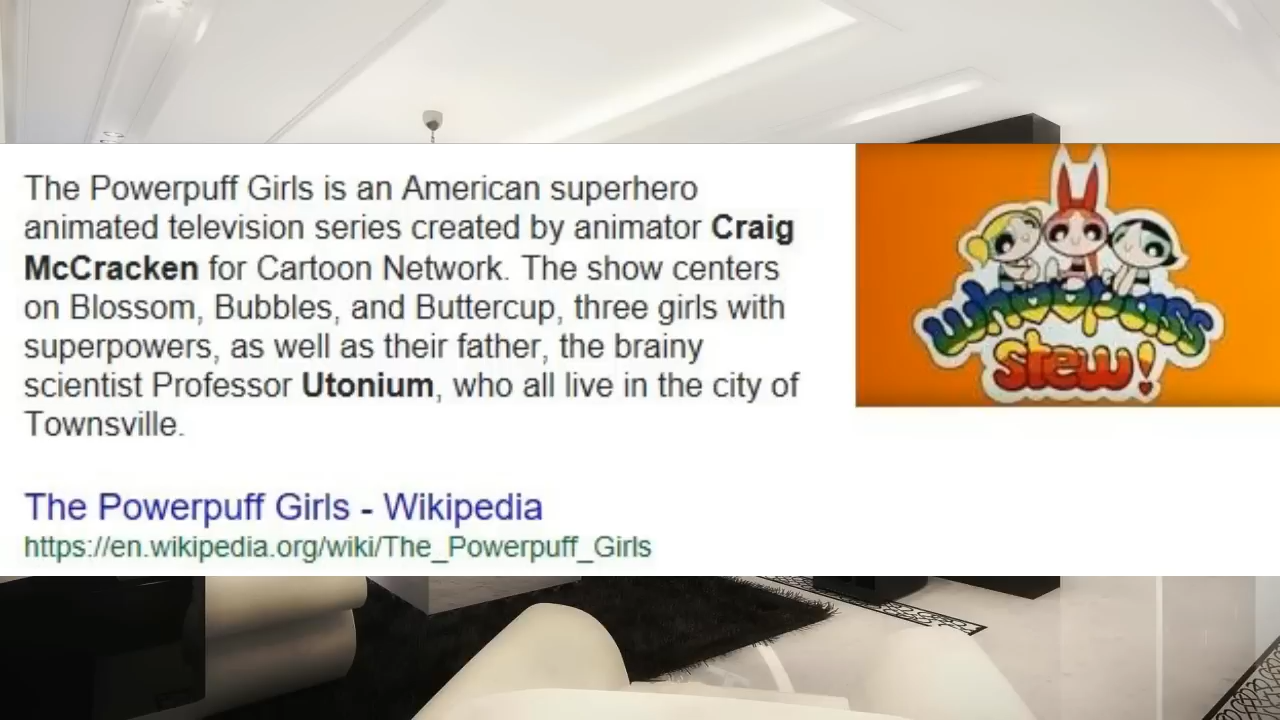 The Powerpuff Girls is an American superhero
animated television series created by animator Craig
McCracken for Cartoon Network. The show centers
on Blossom, Bubbles, and Buttercup, three girls with
superpowers, as well as their father, the brainy
scientist Professor Utonium, who all live in the city of
Townsville.
The Powerpuff Girls - Wikipedia
https://en.wikipedia.org/wiki/The_Powerpuff_Girls
whoopass
stew!